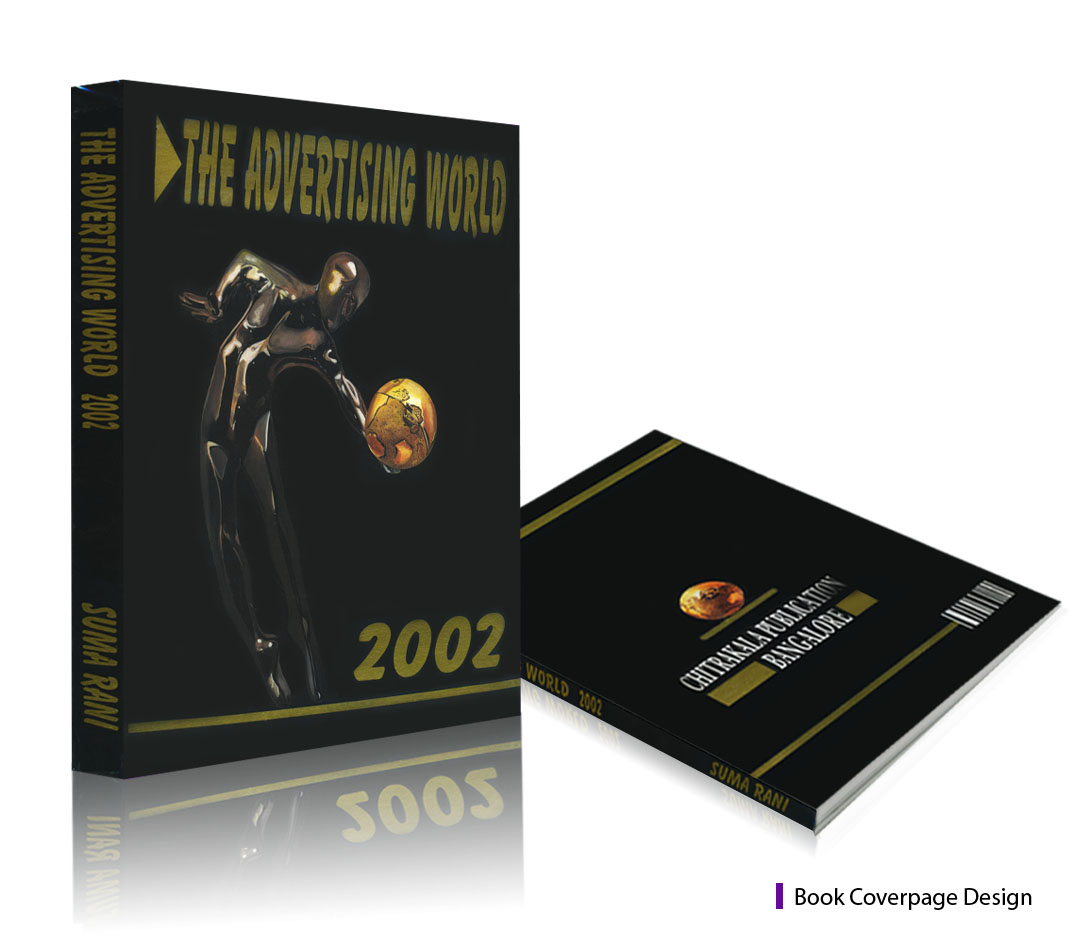 THE ADVERTISING WORLD
2002
THE ADVERTISING WORLD 2002
SUMA RANI
CHITRAKALA PUBLICATION
BANGALORE
WORLD 2002
SUMA RANI
Book Coverpage Design